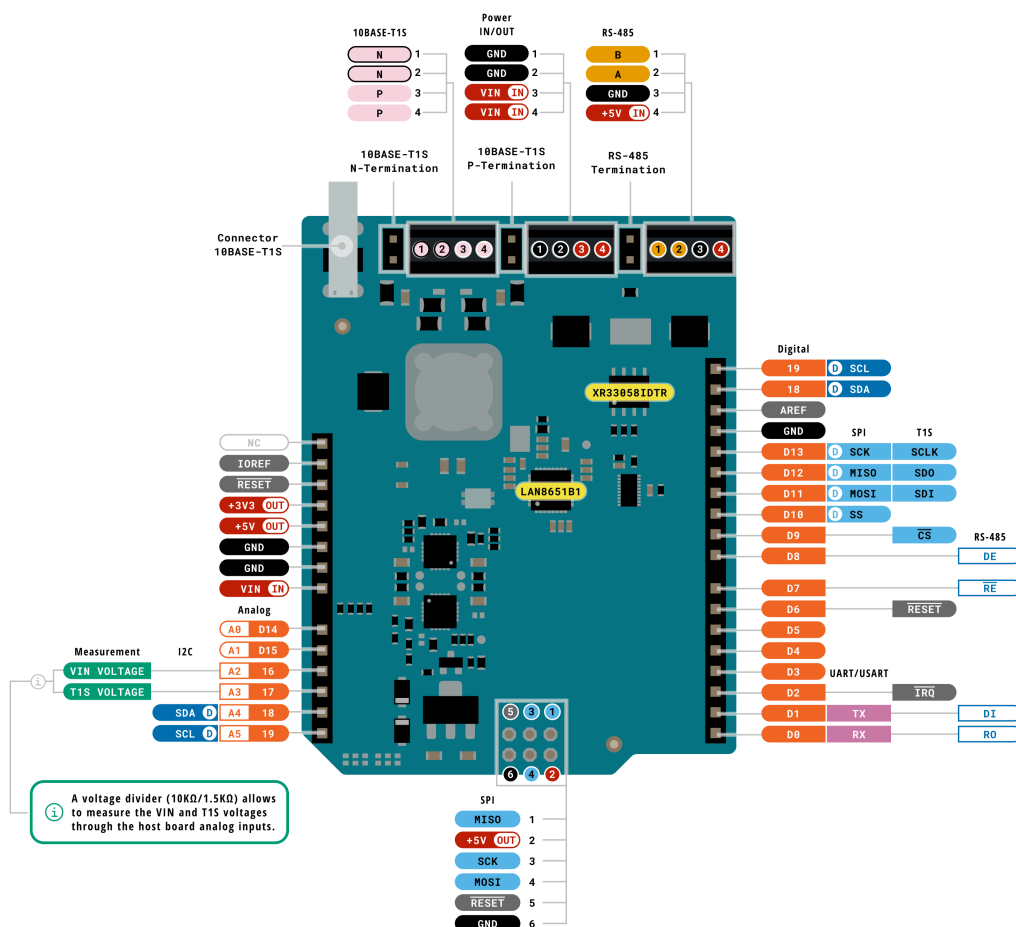 Power
10BASE-T1S IN/OUT RS-485
N 1 GND 1 B 1
N 2 GND 2 A 2
P 3 VIN IN 3 GND 3
P 4 VIN IN 4 +5V IN 4
10BASE-T1S
N-Termination
10BASE-T1S
P-Termination
RS-485
Termination
Connector
10BASE-T1S
1 2 3 4 1 2 3 4 1 2 3 4
XR33058IDTR
LAN8651B1
NC
IOREF
RESET
+3V3 OUT
+5V OUT
GND
GND
VIN IN
Analog
A0 D14
A1 D15
Measurement I2C
VIN VOLTAGE A2 16
T1S VOLTAGE A3 17
SDA D A4 18
SCL D A5 19
i
i
A voltage divider (10KΩ/1.5KΩ) allows
to measure the VIN and T1S voltages
through the host board analog inputs.
Digital
19 D SCL
18 D SDA
AREF
GND SPI T1S
D13 D SCK SCLK
D12 D MISO SDO
D11 D MOSI SDI
D10 D SS
D9 CS RS-485
D8 DE
D7 RE
D6 RESET
D5
D4
D3 UART/USART
D2 IRQ
D1 TX DI
D0 RX RO
5 3 1
6 4 2
SPI
MISO 1
+5V OUT 2
SCK 3
MOSI 4
RESET 5
GND 6